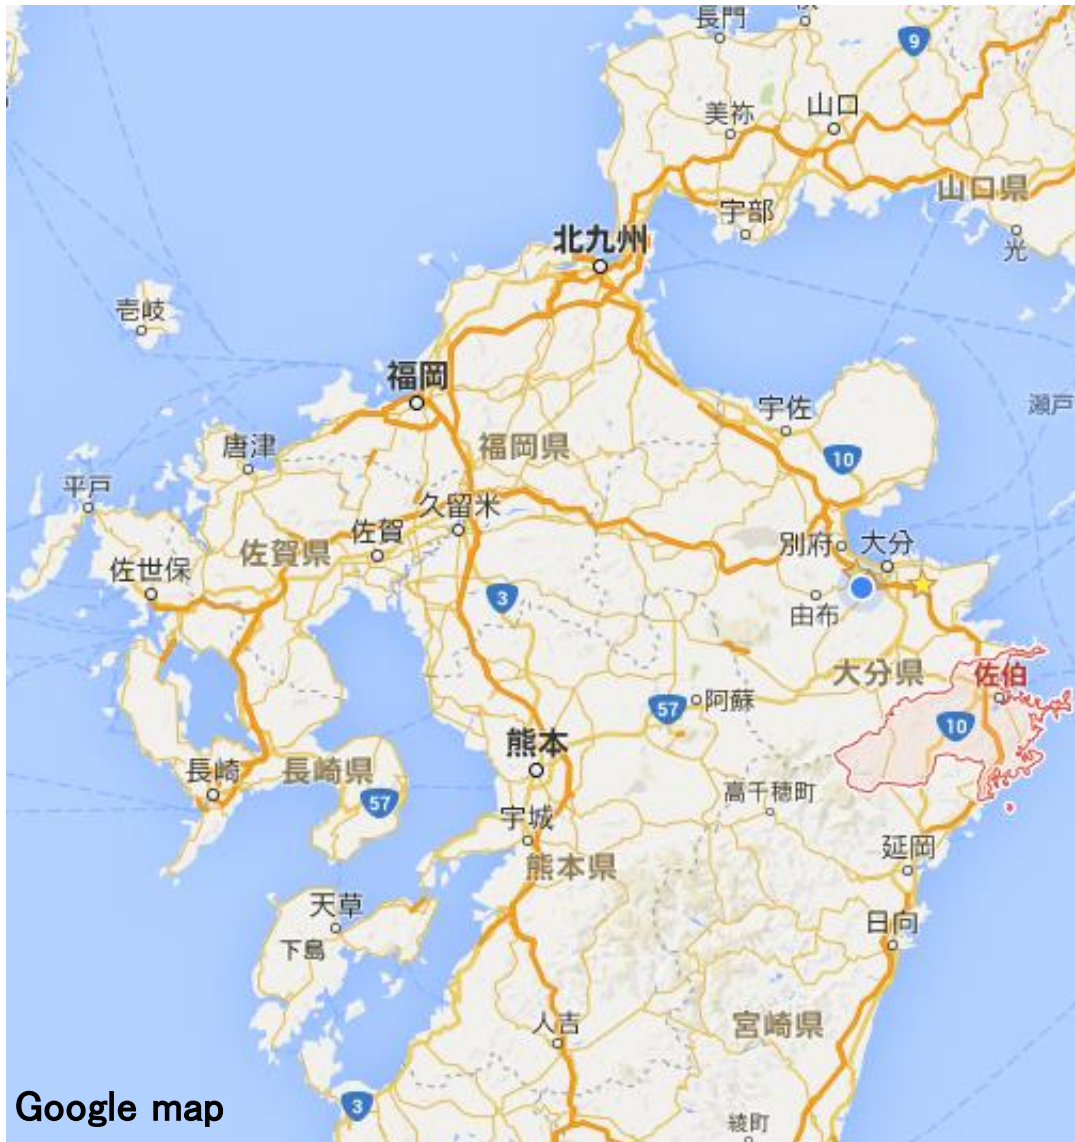 長門
9
美祢
山口
山口県
宇部
光
北九州
壱岐
福岡
瀬戸
宇佐
福岡県
唐津
10
平戸
久留米
佐賀
佐賀県
別府
大分
佐世保
3
由布
大分県
佐伯
57
阿蘇
10
熊本
長崎
長崎県
57
高千穂町
宇城
延岡
熊本県
天草
日向
下島
人吉
宮崎県
3
綾町
Google map